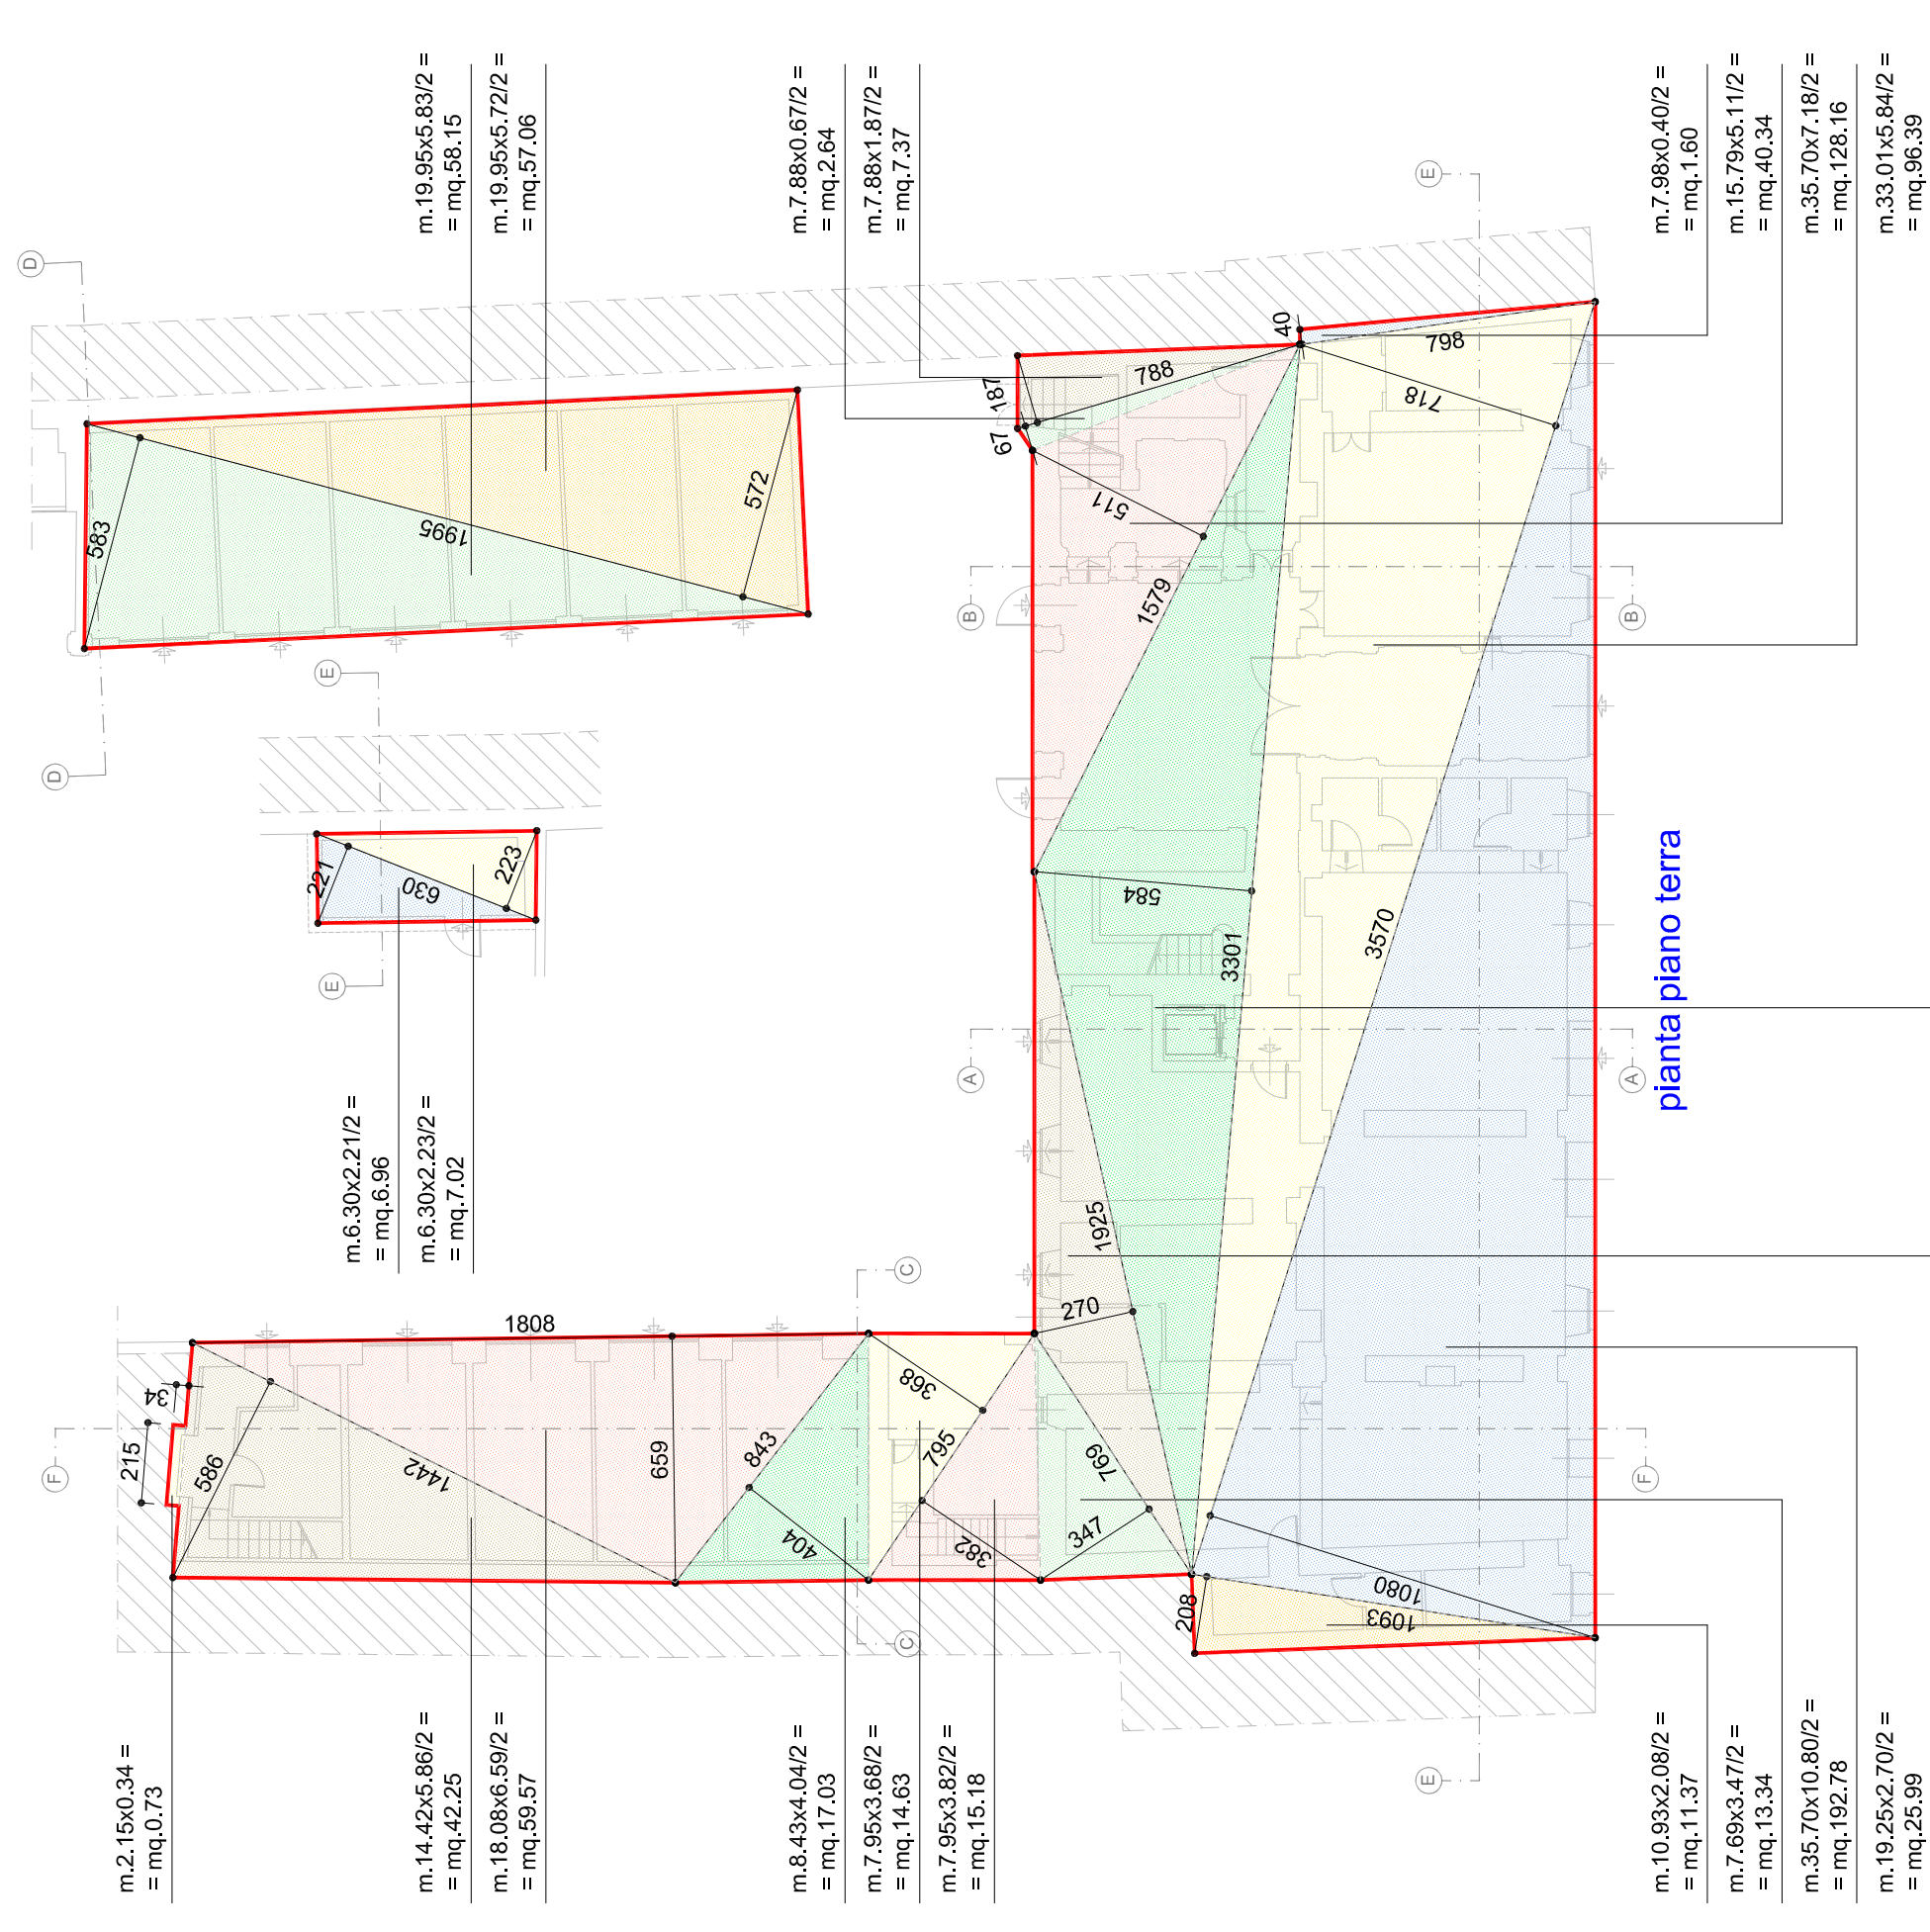 m.19.95x5.83/2 =
= mq.58.15
m.19.95x5.72/2 =
= mq.57.06
m.7.88x0.67/2 =
= mq.2.64
m.7.88x1.87/2 =
= mq.7.37
m.7.98x0.40/2 =
= mq.1.60
m.15.79x5.11/2 =
= mq.40.34
m.35.70x7.18/2 =
= mq.128.16
m.33.01x5.84/2 =
= mq.96.39
D
D
E
E
E
E
B
B
A
A
C
C
F
F
583
1995
572
221
630
223
187
67
788
40
798
718
511
1579
584
3301
3570
1925
270
m.6.30x2.21/2 =
= mq.6.96
m.6.30x2.23/2 =
= mq.7.02
pianta piano terra
1808
34
215
586
1442
659
843
404
368
795
382
769
347
208
1080
1093
m.2.15x0.34 =
= mq.0.73
m.14.42x5.86/2 =
= mq.42.25
m.18.08x6.59/2 =
= mq.59.57
m.8.43x4.04/2 =
= mq.17.03
m.7.95x3.68/2 =
= mq.14.63
m.7.95x3.82/2 =
= mq.15.18
m.10.93x2.08/2 =
= mq.11.37
m.7.69x3.47/2 =
= mq.13.34
m.35.70x10.80/2 =
= mq.192.78
m.19.25x2.70/2 =
= mq.25.99